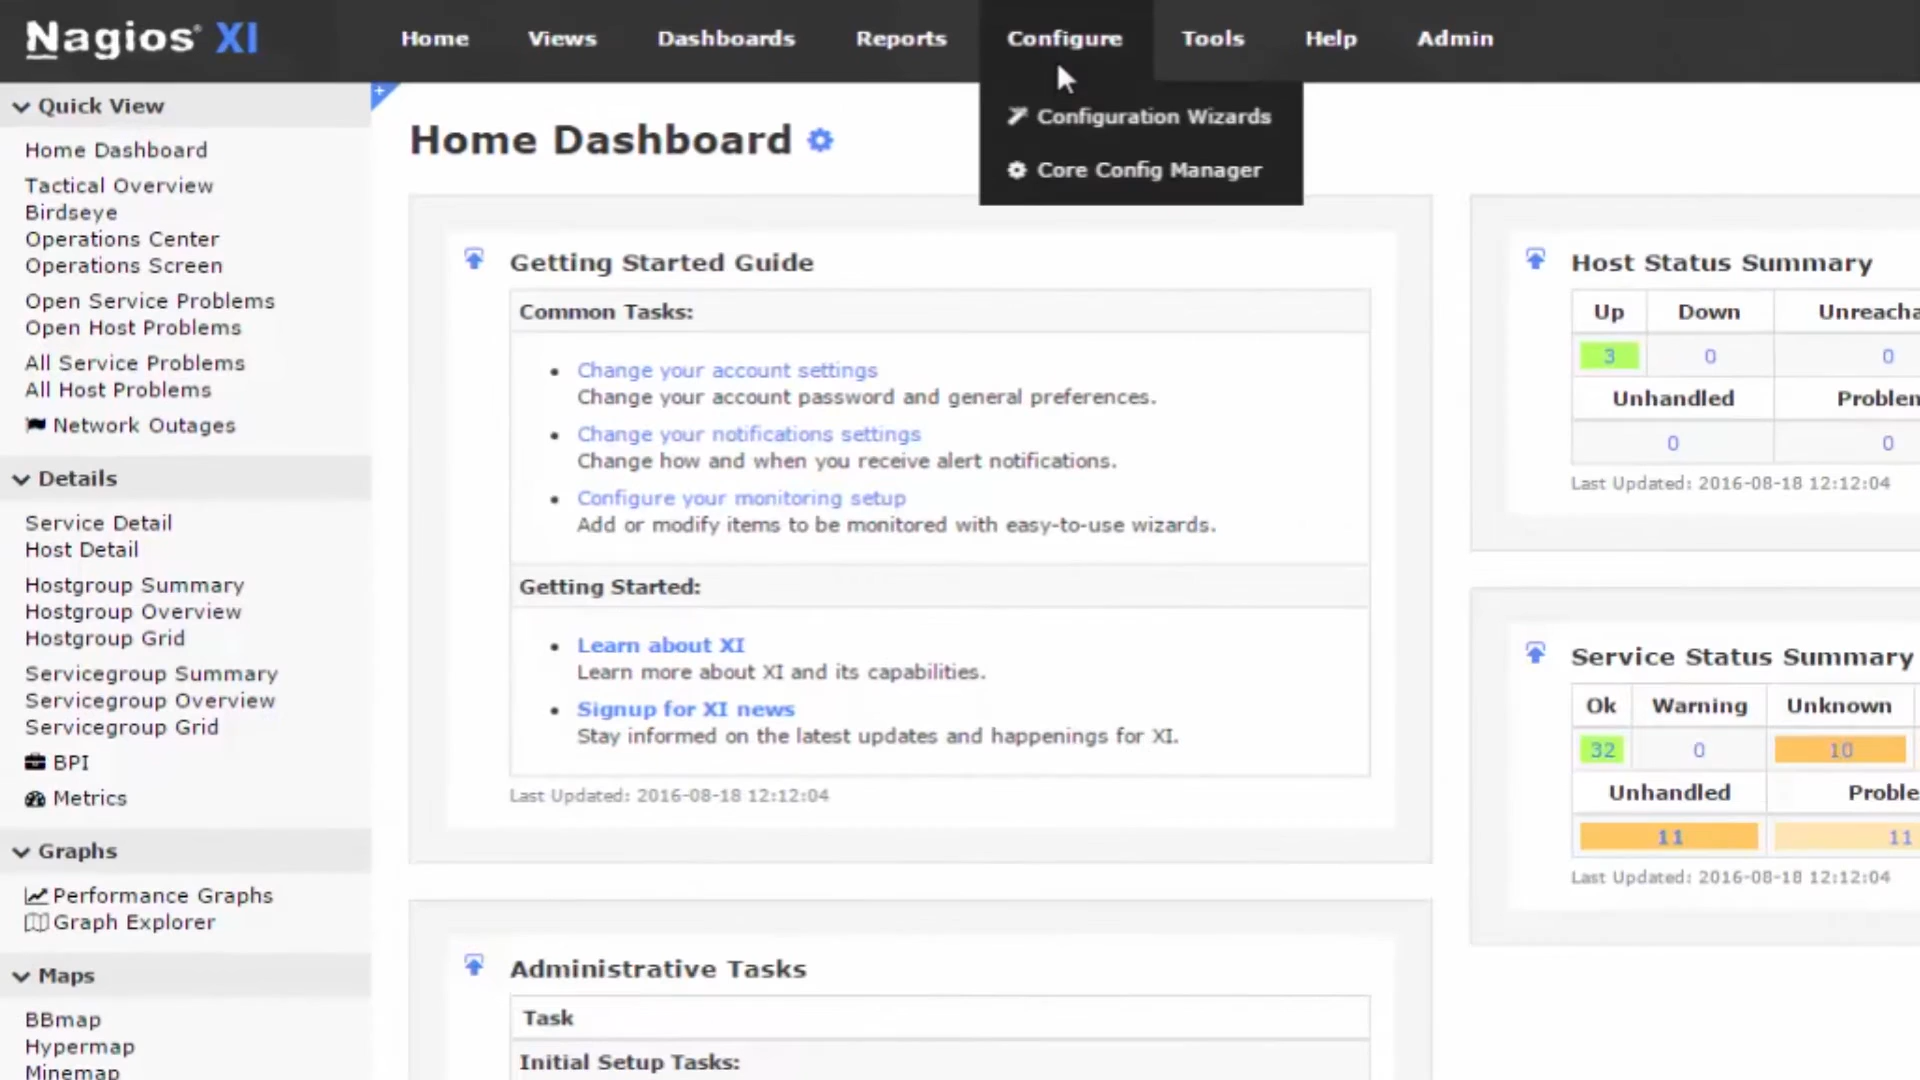 Nagios® XI
Home Views Dashboards Reports Configure Tools Help Admin
Configuration Wizards
Core Config Manager
Quick View
Home Dashboard
Tactical Overview
Birdseye
Operations Center
Operations Screen
Open Service Problems
Open Host Problems
All Service Problems
All Host Problems
Network Outages
Details
Service Detail
Host Detail
Hostgroup Summary
Hostgroup Overview
Hostgroup Grid
Servicegroup Summary
Servicegroup Overview
Servicegroup Grid
BPI
Metrics
Graphs
Performance Graphs
Graph Explorer
Maps
BBmap
Hypermap
Minemap
Home Dashboard
Getting Started Guide
Common Tasks:
Change your account settings
Change your account password and general preferences.
Change your notifications settings
Change how and when you receive alert notifications.
Configure your monitoring setup
Add or modify items to be monitored with easy-to-use wizards.
Getting Started:
Learn about XI
Learn more about XI and its capabilities.
Signup for XI news
Stay informed on the latest updates and happenings for XI.
Last Updated: 2016-08-18 12:12:04
Administrative Tasks
Task
Initial Setup Tasks:
Host Status Summary
Up Down Unreacha
3 0 0
Unhandled Problen
0 0
Last Updated: 2016-08-18 12:12:04
Service Status Summary
Ok Warning Unknown
32 0 10
Unhandled Proble
11 11
Last Updated: 2016-08-18 12:12:04